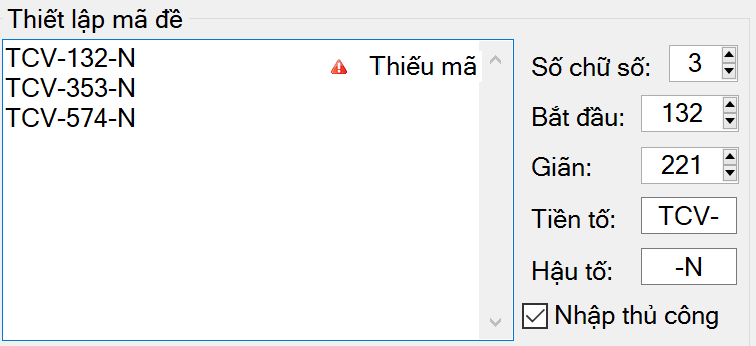 Thiết lập mã đề
TCV-132-N
TCV-353-N
TCV-574-N
Thiếu mã
Số chữ số: 3
Bắt đầu: 132
Giãn: 221
Tiền tố: TCV-
Hậu tố: -N
Nhập thủ công